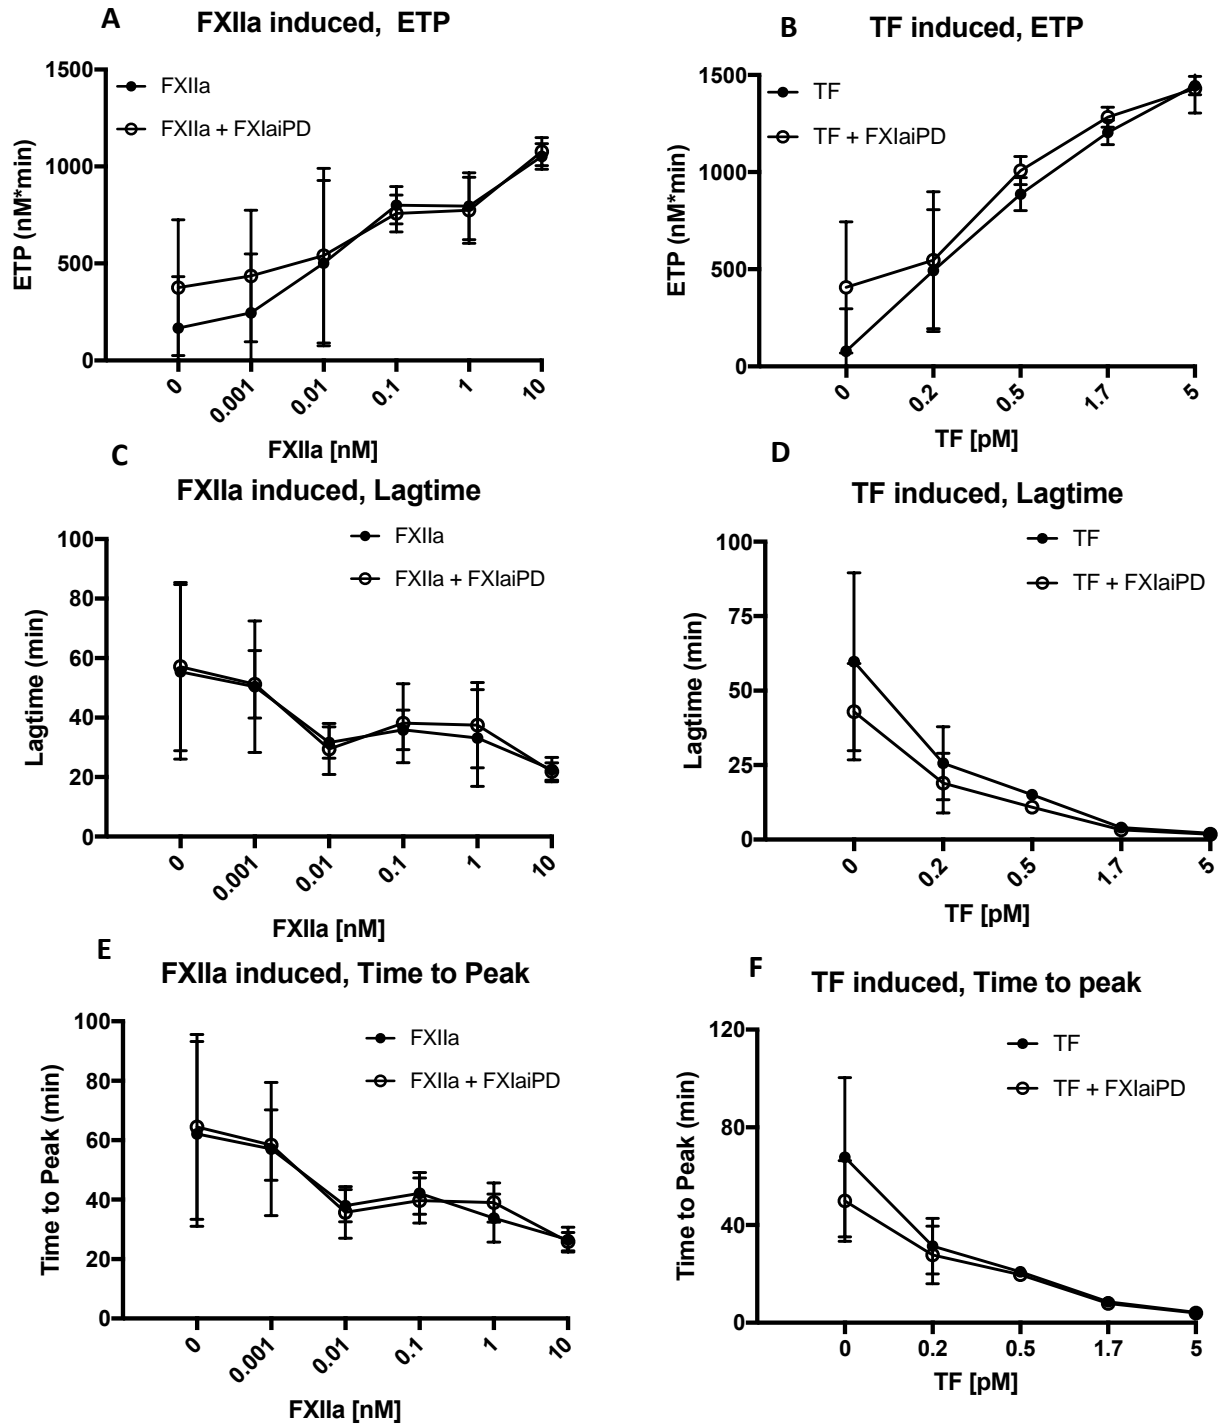 A
FXIIa induced, ETP
1500
1000
500
0
ETP (nM*min)
FXIIa
FXIIa + FXIaiPD
0
0.001
0.01
0.1
1
10
FXIIa [nM]
B
TF induced, ETP
1500
1000
500
0
ETP (nM*min)
TF
TF + FXIaiPD
0
0.2
0.5
1.7
5
TF [pM]
C
FXIIa induced, Lagtime
100
80
60
40
20
0
Lagtime (min)
FXIIa
FXIIa + FXIaiPD
0
0.001
0.01
0.1
1
10
FXIIa [nM]
D
TF induced, Lagtime
100
75
50
25
0
Lagtime (min)
TF
TF + FXIaiPD
0
0.2
0.5
1.7
5
TF [pM]
E
FXIIa induced, Time to Peak
100
80
60
40
20
0
Time to Peak (min)
FXIIa
FXIIa + FXIaiPD
0
0.001
0.01
0.1
1
10
FXIIa [nM]
F
TF induced, Time to peak
120
80
40
0
Time to Peak (min)
TF
TF + FXIaiPD
0
0.2
0.5
1.7
5
TF [pM]